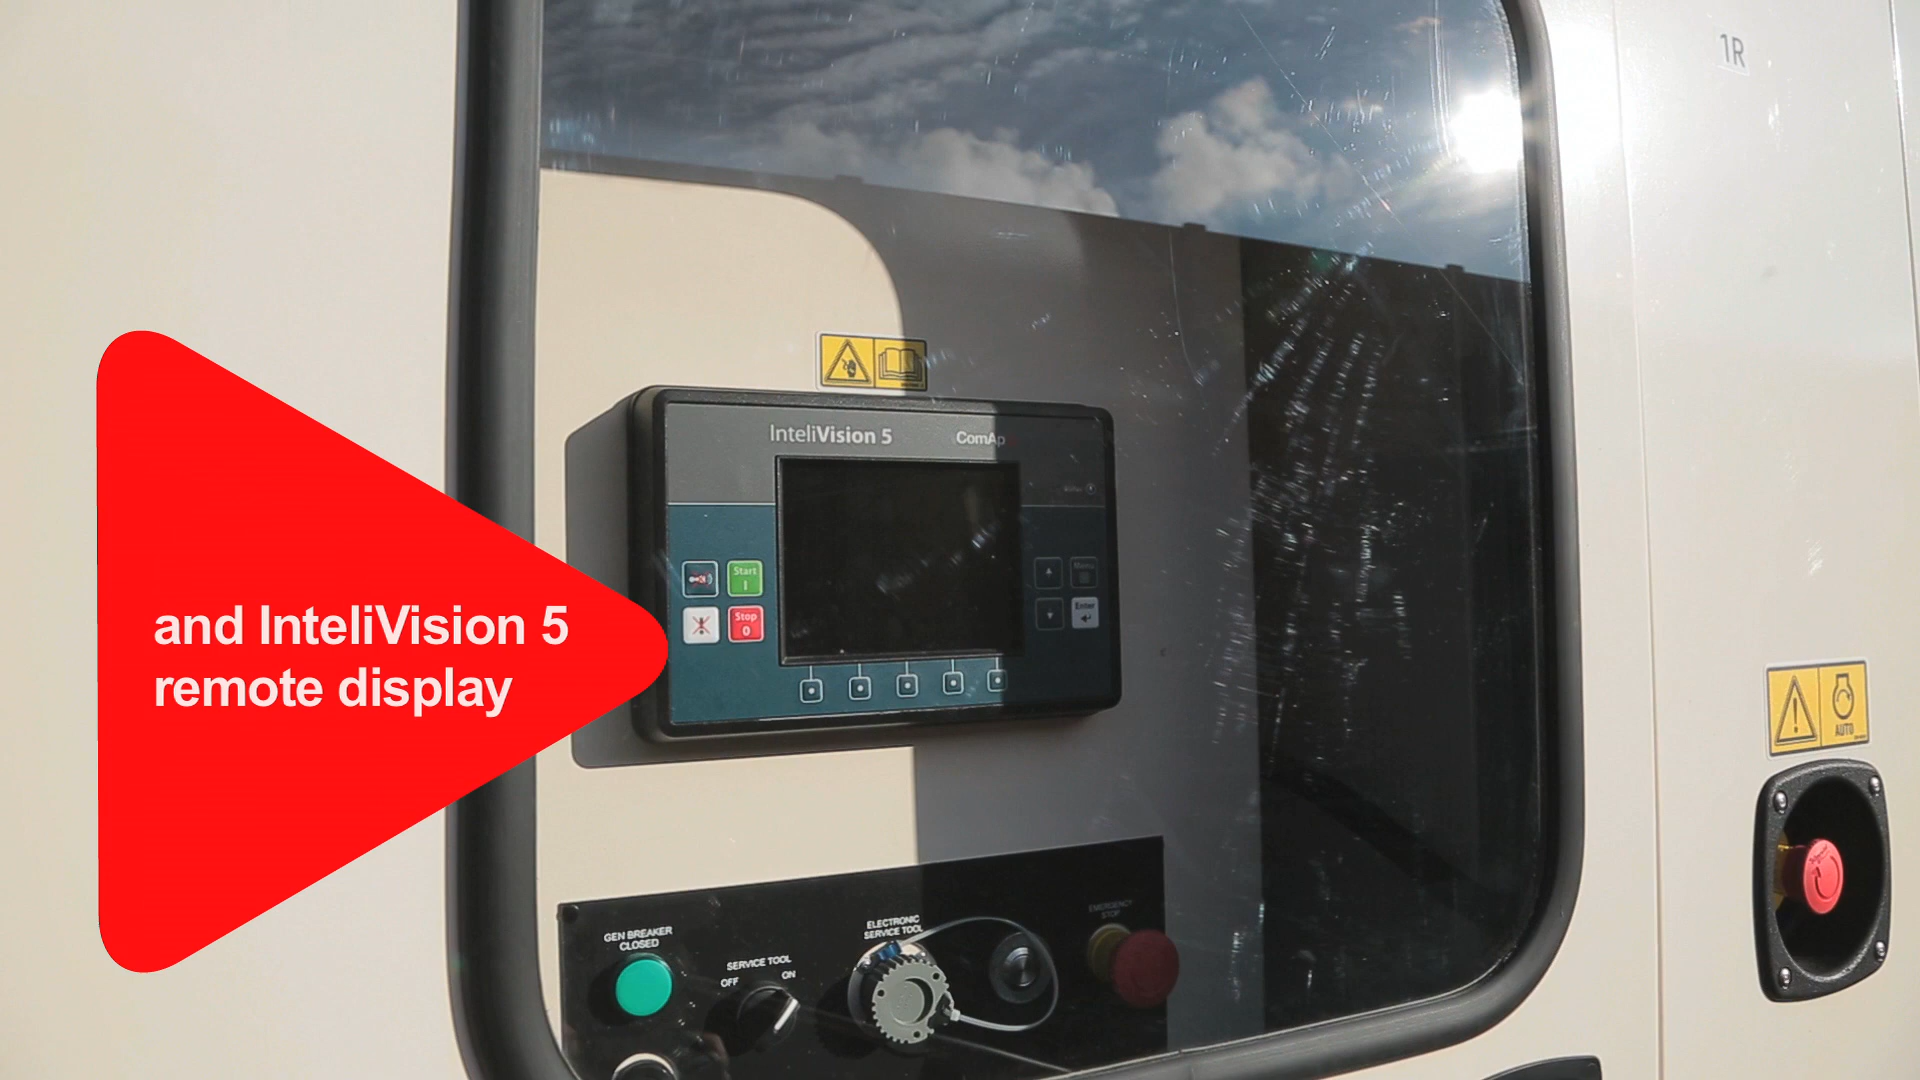 1R
InteliVision 5
ComAp
Start
I
Stop
0
Menu
Enter
and InteliVision 5
remote display
AUTO
GEN BREAKER
CLOSED
SERVICE TOOL
OFF
ON
ELECTRONIC
SERVICE TOOL
EMERGENCY
STOP